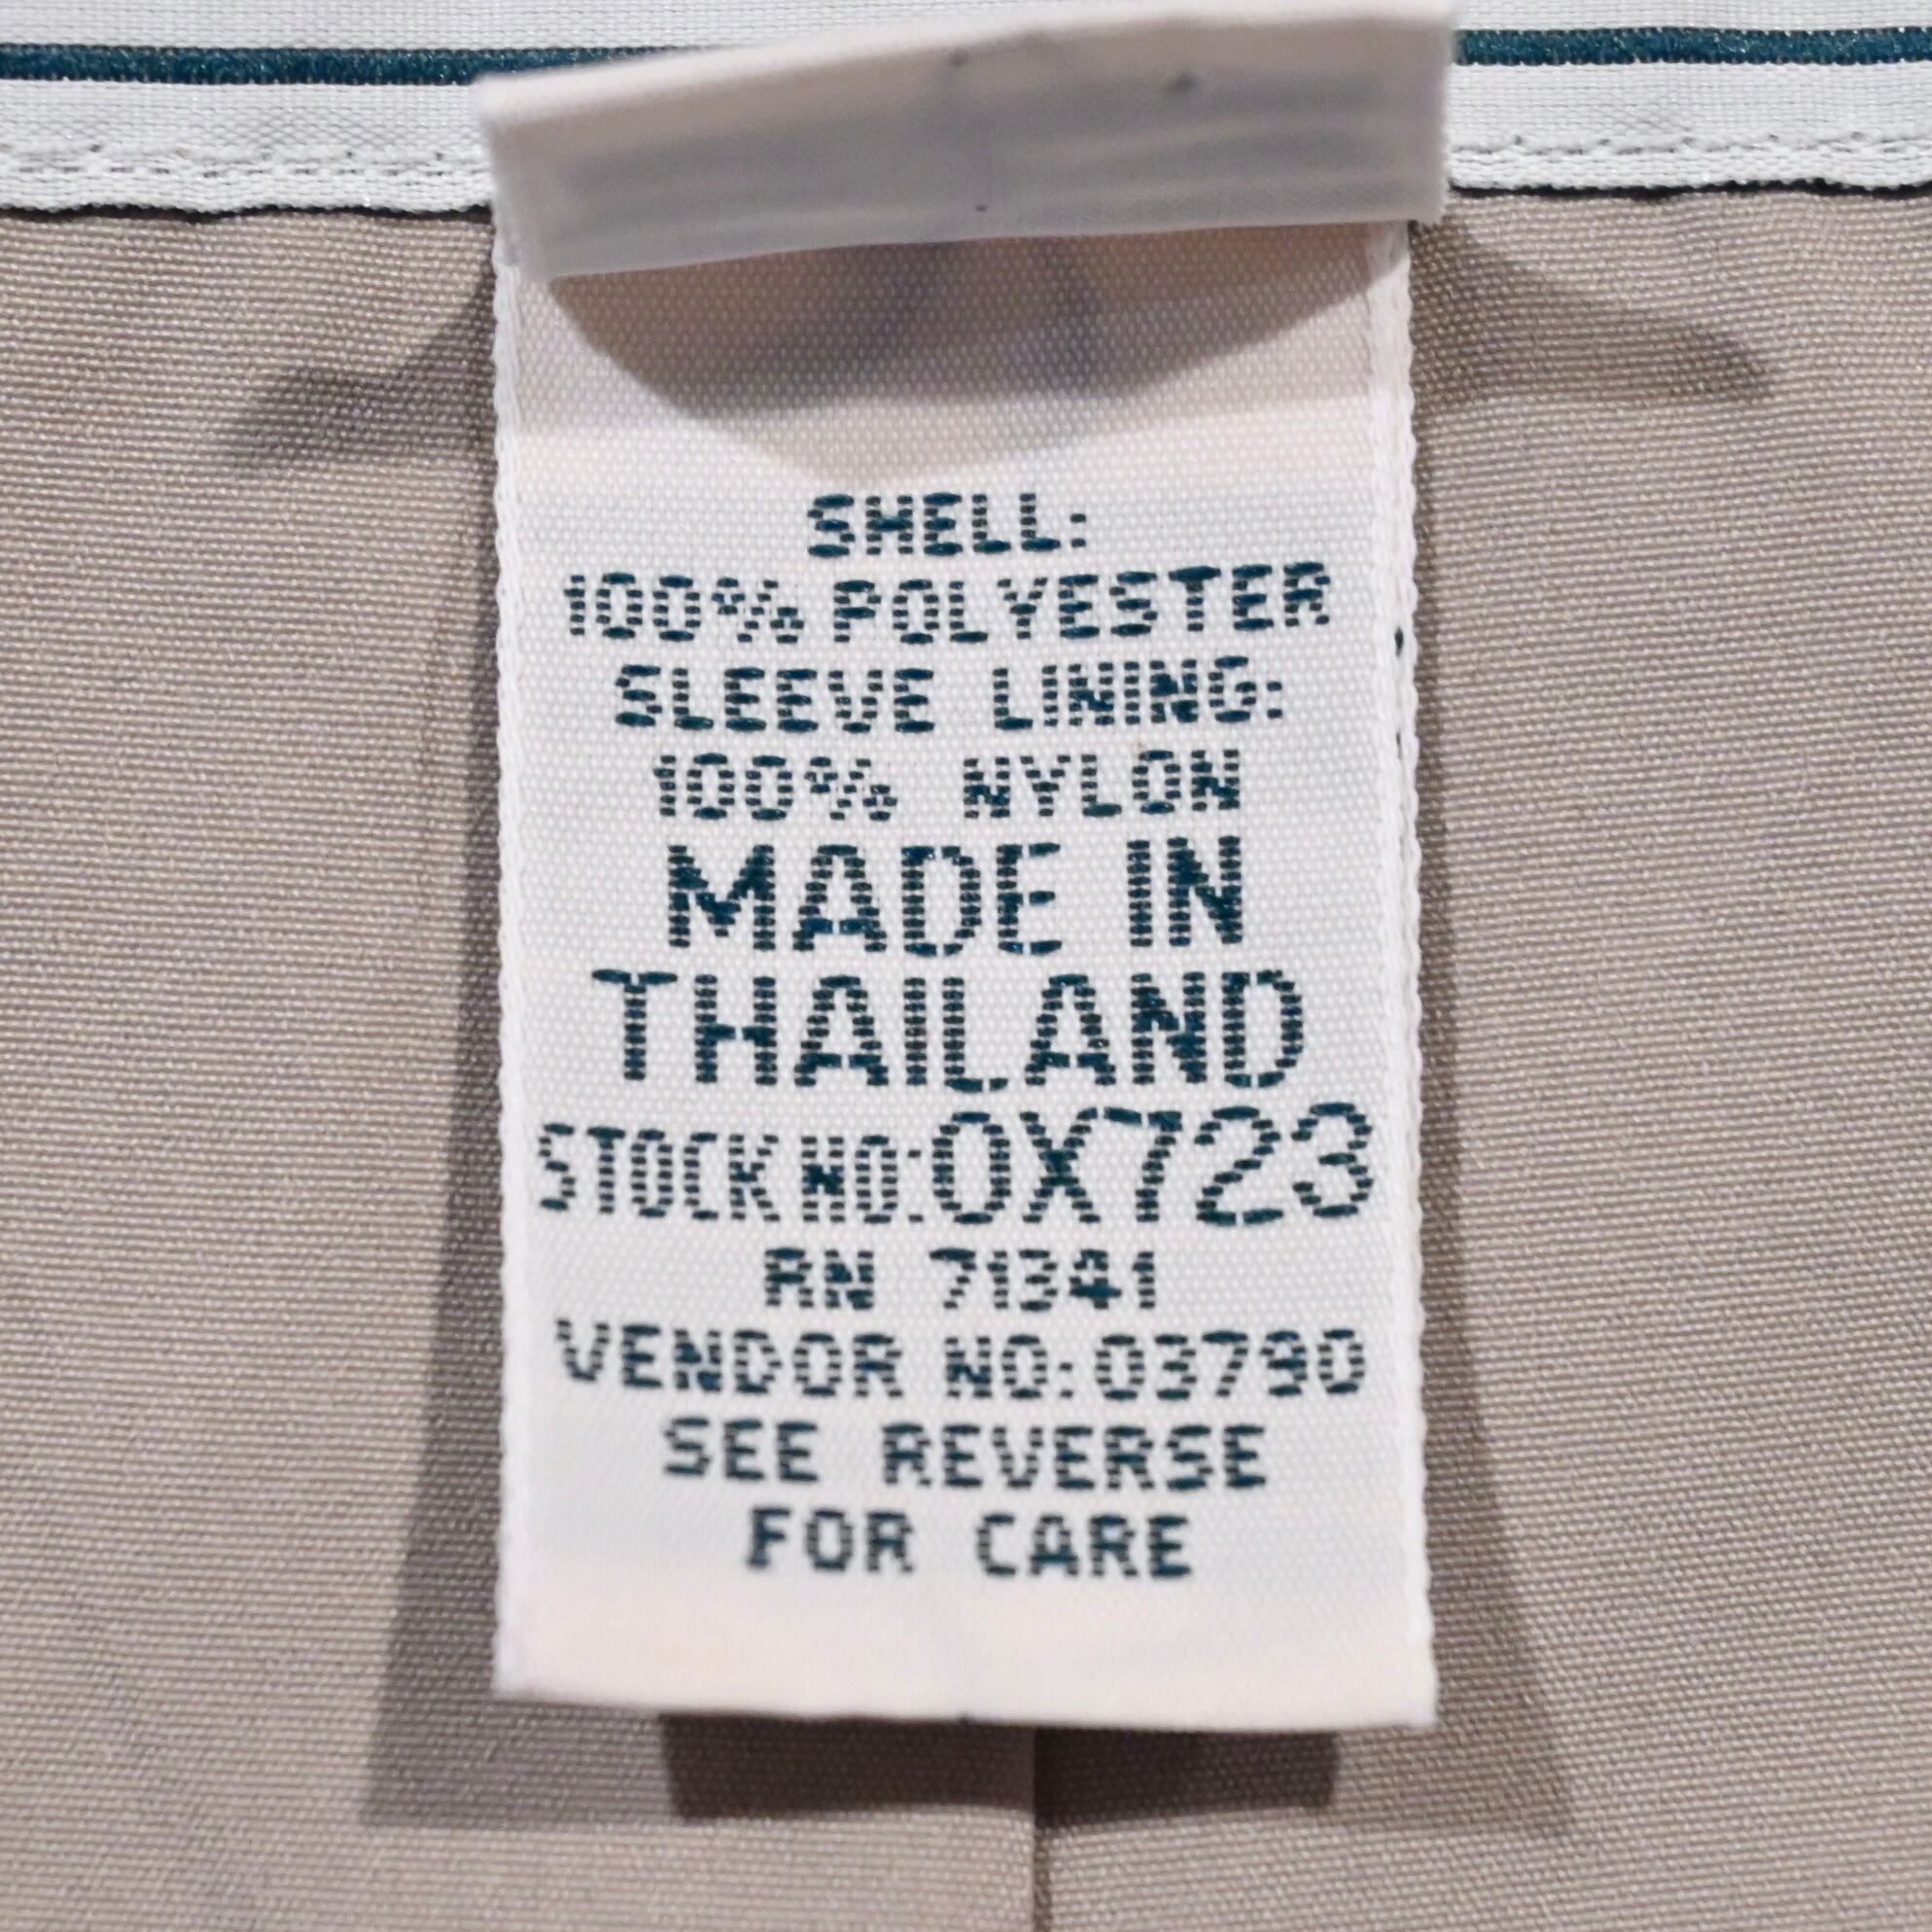 SHELL:
100% POLYESTER
SLEEVE LINING:
100% NYLON
MADE IN
THAILAND
STOCK NO:0X723
RN 71341
VENDOR NO:03790
SEE REVERSE
FOR CARE